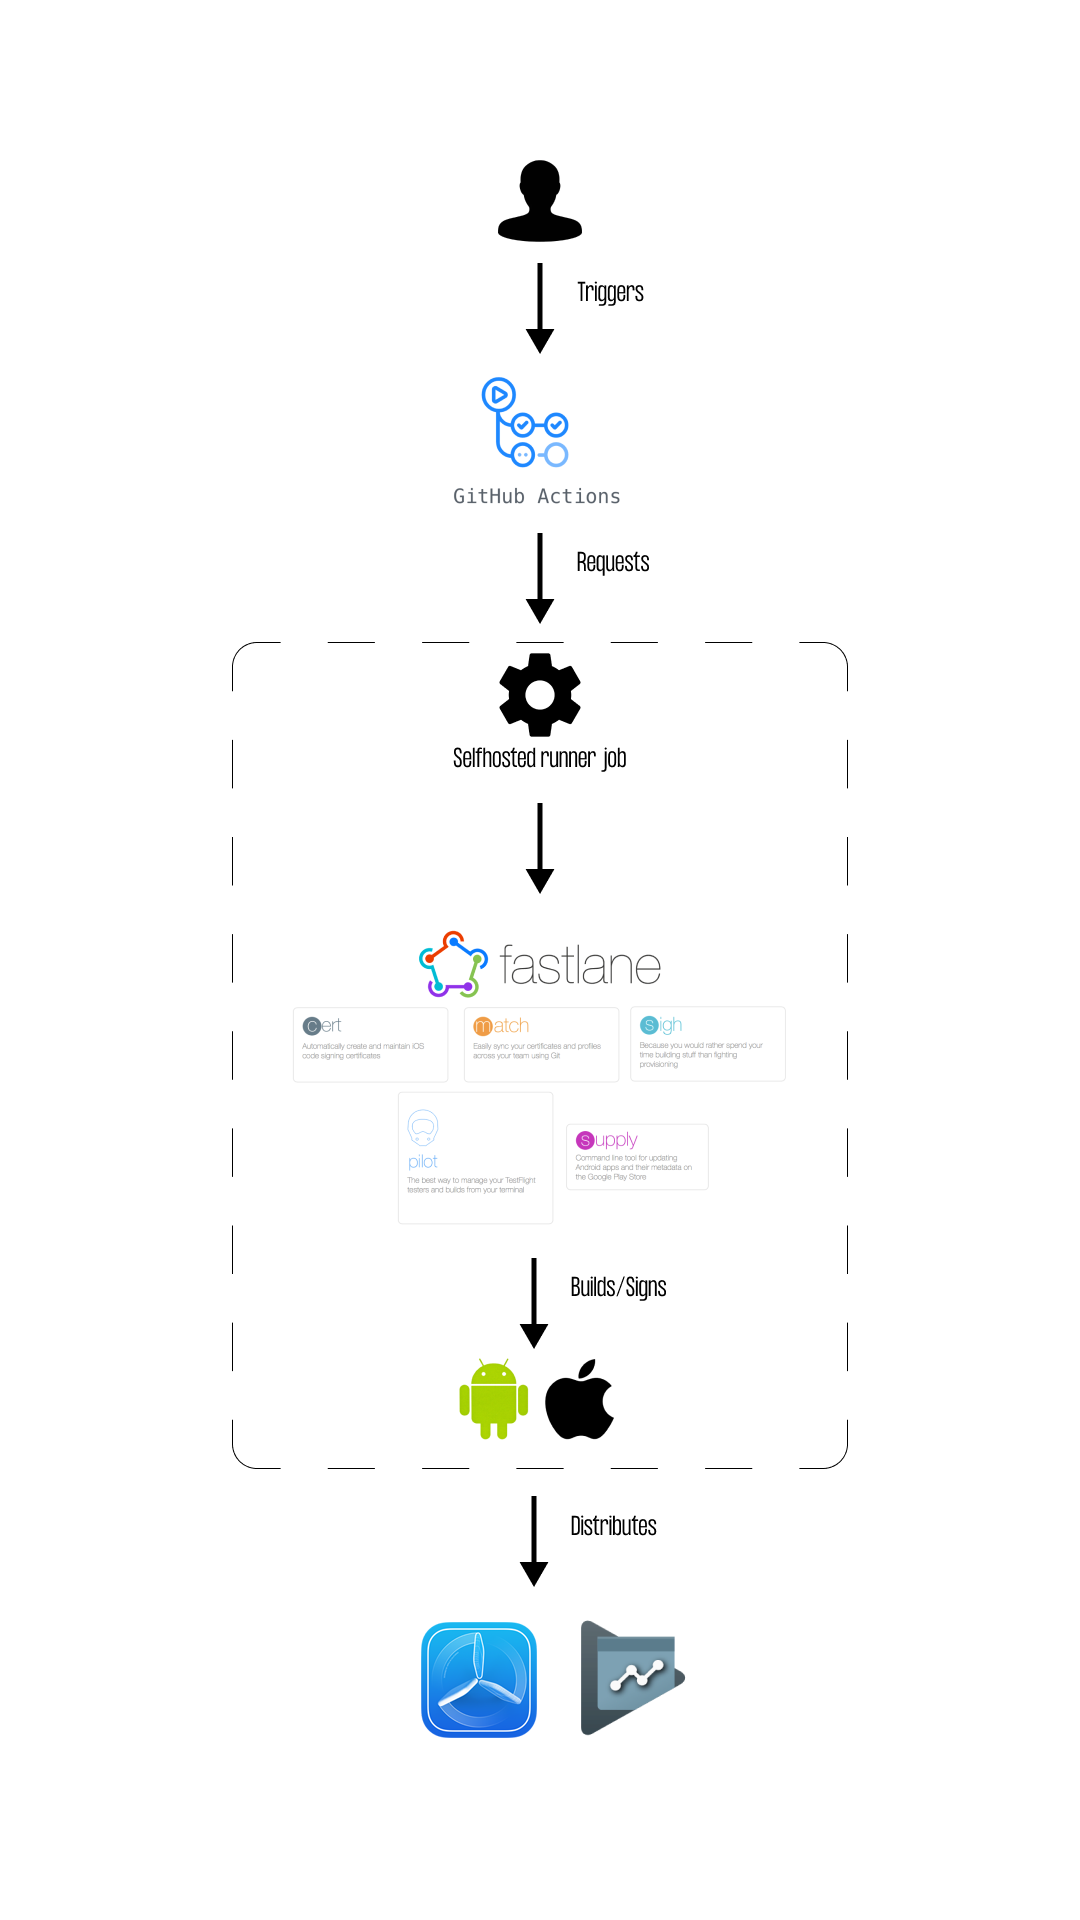 Triggers
GitHub Actions
Requests
Selfhosted runner job
fastlane
cert
Automatically create and maintain iOS
code signing certificates
match
Easily sync your certificates and profiles
across your team using Git
sigh
Because you would rather spend your
time building stuff than fighting
provisioning
pilot
The best way to manage your TestFlight
testers and builds from your terminal
supply
Command line tool for updating
Android apps and their metadata on
the Google Play Store
Builds/Signs
Distributes